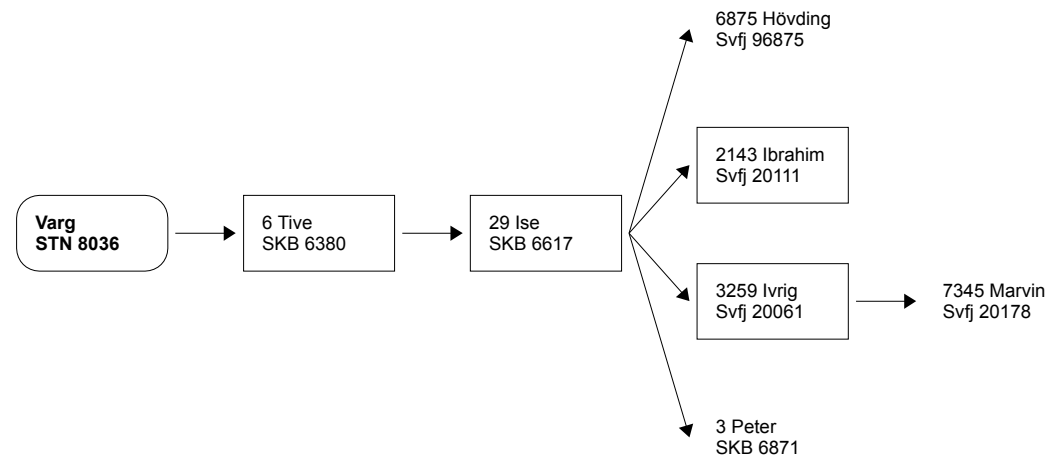 6875 Hövding
Svfj 96875
2143 Ibrahim
Svfj 20111
Varg
STN 8036
6 Tive
SKB 6380
29 Ise
SKB 6617
3259 Ivrig
Svfj 20061
7345 Marvin
Svfj 20178
3 Peter
SKB 6871